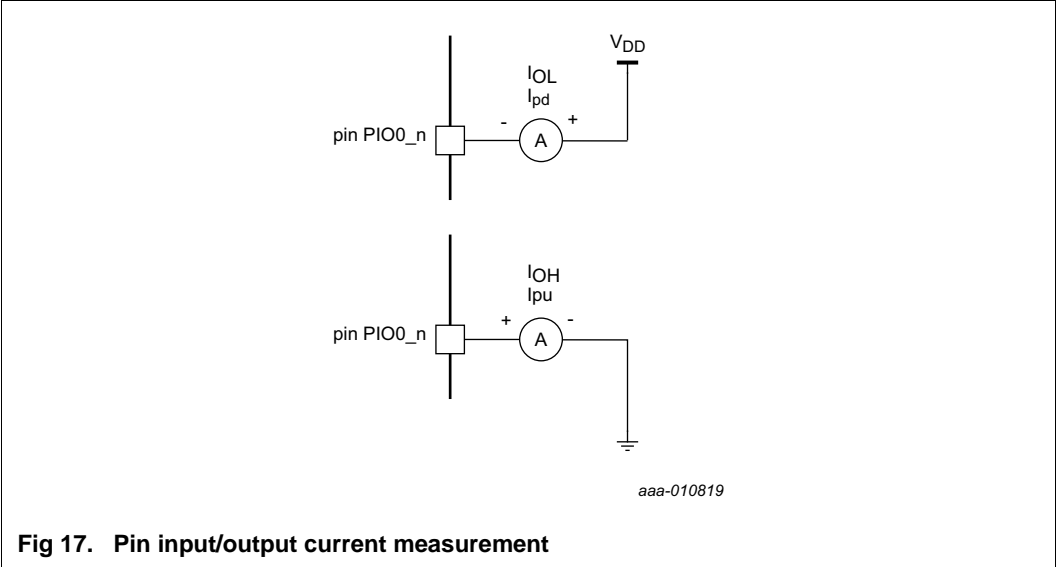 VDD
IOL
Ipd
- +
A
pin PIO0_n
IOH
Ipu
+ -
A
pin PIO0_n
aaa-010819
Fig 17. Pin input/output current measurement